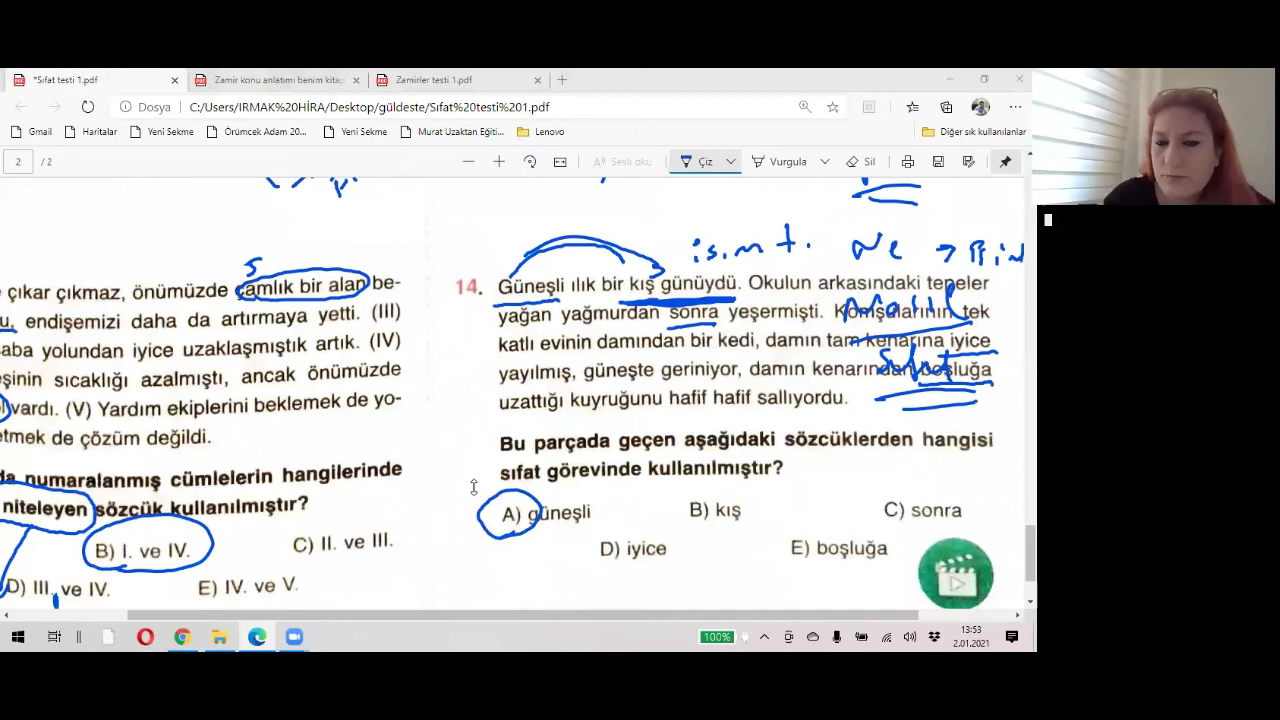 *Sıfat testi 1.pdf
Zamir konu anlatımı benim kitap
Zamirler testi 1.pdf
Dosya C:/Users/IRMAK%20HİRA/Desktop/güldeste/Sıfat%20testi%201.pdf
Gmail Haritalar Yeni Sekme Örümcek Adam 20... Yeni Sekme Murat Uzaktan Eğiti... Lenovo Diğer sık kullanılanlar
2 /2 Sesli oku Çiz Vurgula Sil
s
is.m t. Ne
e çıkar çıkmaz, önümüzde çamlık bir alan be-
u, endişemizi daha da artırmaya yetti. (III)
saba yolundan iyice uzaklaşmıştık artık. (IV)
eşinin sıcaklığı azalmıştı, ancak önümüzde
l vardı. (V) Yardım ekiplerini beklemek de yo-
etmek de çözüm değildi.
da numaralanmış cümlelerin hangilerinde
niteleyen sözcük kullanılmıştır?
B) I. ve IV. C) II. ve III.
D) III. ve IV. E) IV. ve V.
14. Güneşli ılık bir kış günüydü. Okulun arkasındaki tepeler
yağan yağmurdan sonra yeşermişti. Komşularının tek
Nasıl
katlı evinin damından bir kedi, damın tam kenarına iyice
sıfat
yayılmış, güneşte geriniyor, damın kenarından boşluğa
uzattığı kuyruğunu hafif hafif sallıyordu.
Bu parçada geçen aşağıdaki sözcüklerden hangisi
sıfat görevinde kullanılmıştır?
A) güneşli B) kış C) sonra
D) iyice E) boşluğa
100%
13:53
2.01.2021